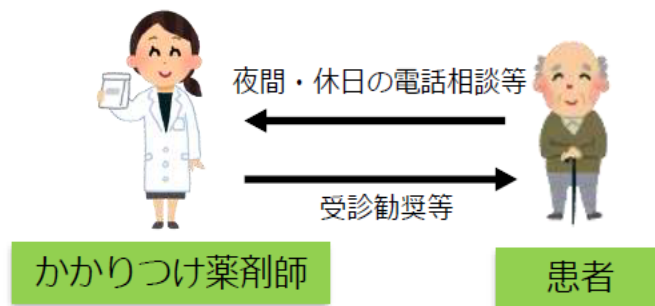 夜間・休日の電話相談等
受診勧奨等
かかりつけ薬剤師
患者